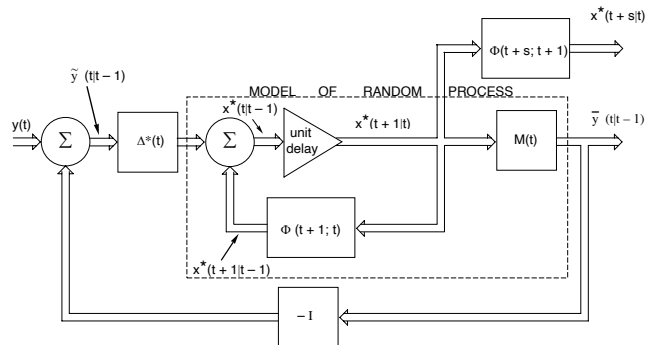 x*(t+s|t)
Φ(t+s; t+1)
ỹ (t|t−1)
MODEL OF RANDOM PROCESS
y(t)
Σ
Δ*(t)
Σ
x*(t|t−1)
unit
delay
x*(t+1|t)
M(t)
ȳ (t|t−1)
Φ (t+1; t)
x*(t+1|t−1)
− I